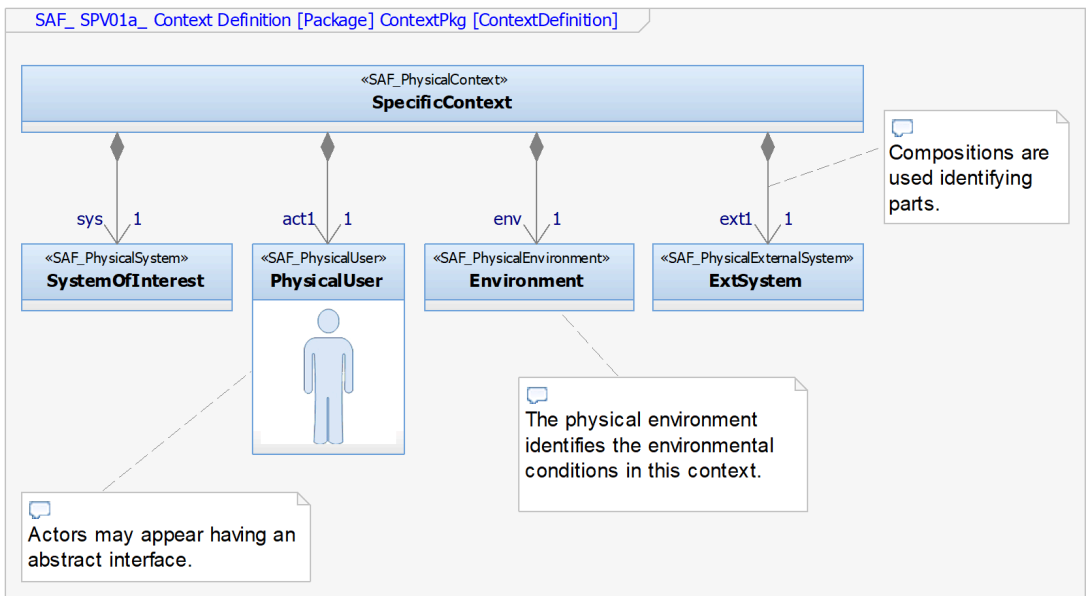 SAF_ SPV01a_ Context Definition [Package] ContextPkg [ContextDefinition]
«SAF_PhysicalContext»
SpecificContext
Compositions are
used identifying
parts.
sys 1 act1 1 env 1 ext1 1
«SAF_PhysicalSystem» «SAF_PhysicalUser» «SAF_PhysicalEnvironment» «SAF_PhysicalExternalSystem»
SystemOfInterest PhysicalUser Environment ExtSystem
The physical environment
identifies the environmental
conditions in this context.
Actors may appear having an
abstract interface.